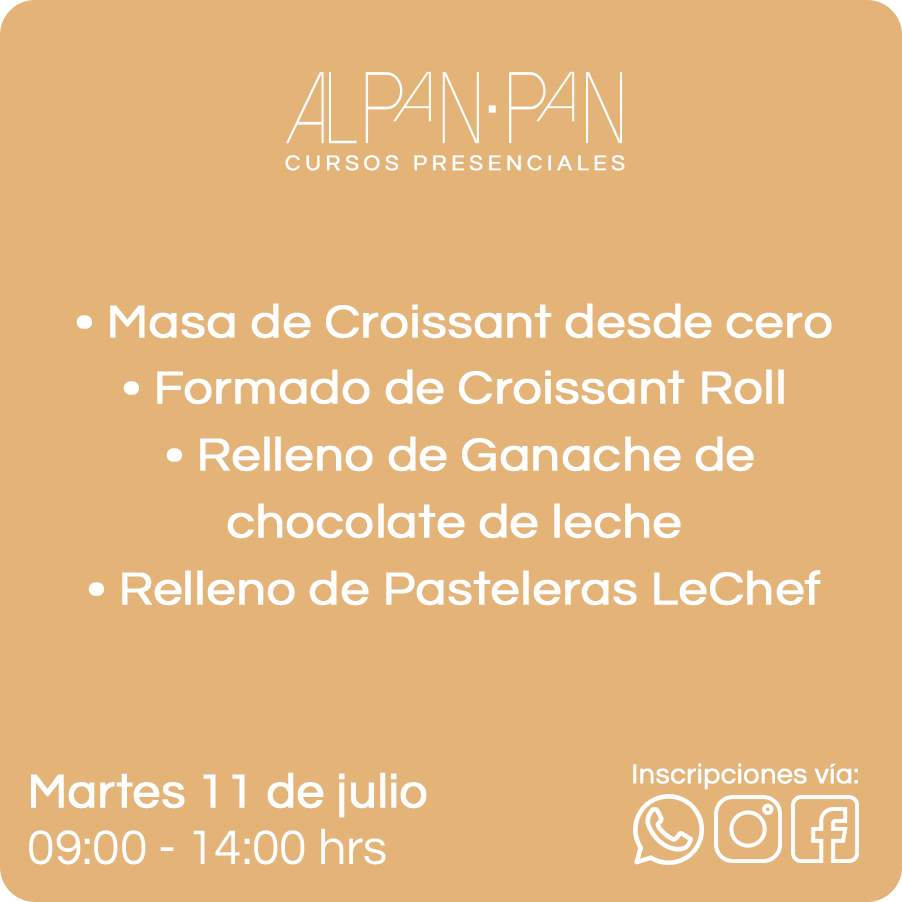 ALPAN·PAN
CURSOS PRESENCIALES
• Masa de Croissant desde cero
• Formado de Croissant Roll
• Relleno de Ganache de
chocolate de leche
• Relleno de Pasteleras LeChef
Martes 11 de julio
09:00 - 14:00 hrs
Inscripciones vía: